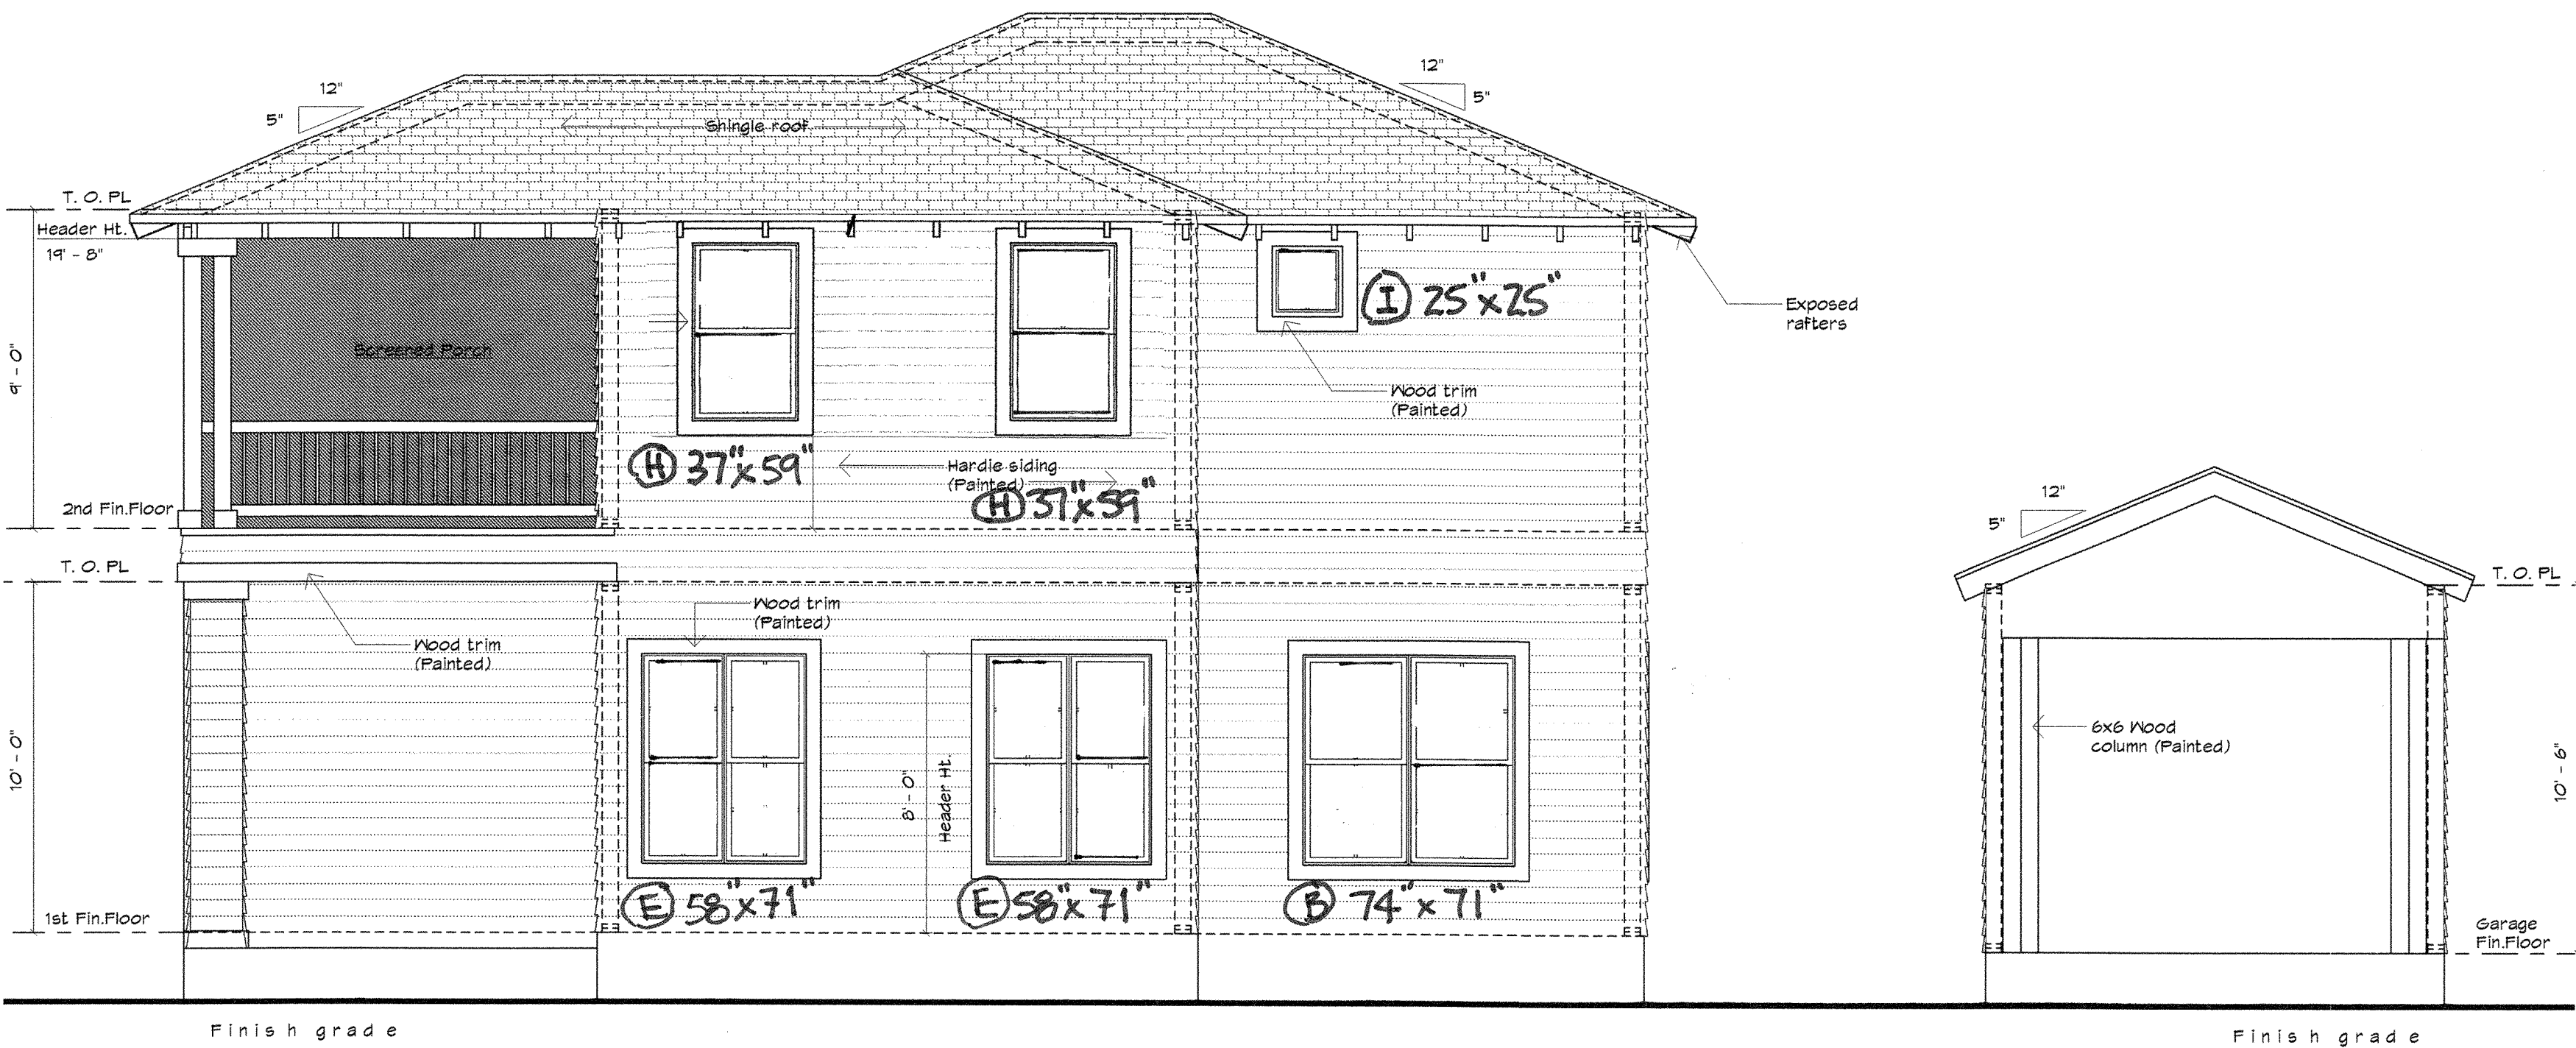 12"
5"
12"
5"
Shingle roof
T. O. PL
Header Ht.
19' - 8"
9' - 0"
Screened Porch
I 25"x25"
Exposed
rafters
Wood trim
(Painted)
H 37"x59"
Hardie siding
(Painted)
H 37"x59"
2nd Fin.Floor
12"
5"
T. O. PL
T. O. PL
Wood trim
(Painted)
Wood trim
(Painted)
10' - 0"
8' - 0"
Header Ht.
6x6 Wood
column (Painted)
10' - 6"
E 58"x71"
E 58"x71"
B 74"x71"
1st Fin.Floor
Garage
Fin.Floor
Finish grade
Finish grade